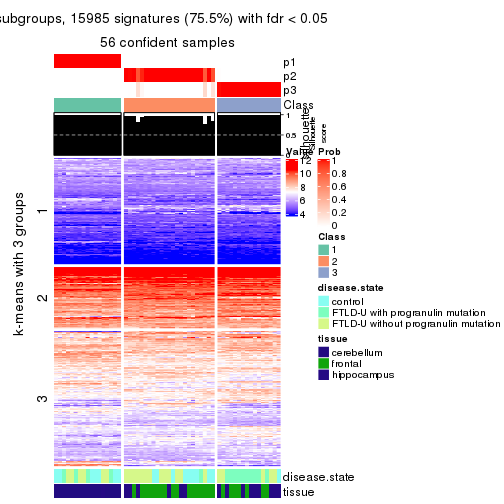 subgroups, 15985 signatures (75.5%) with fdr < 0.05
56 confident samples
p1
p2
p3
Class
1
0.5
Silhouette
score
k-means with 3 groups
1
2
3
Value
12
10
8
6
4
Prob
1
0.8
0.6
0.4
0.2
0
Class
1
2
3
disease.state
control
FTLD-U with progranulin mutation
FTLD-U without progranulin mutation
tissue
cerebellum
frontal
hippocampus
disease.state
tissue